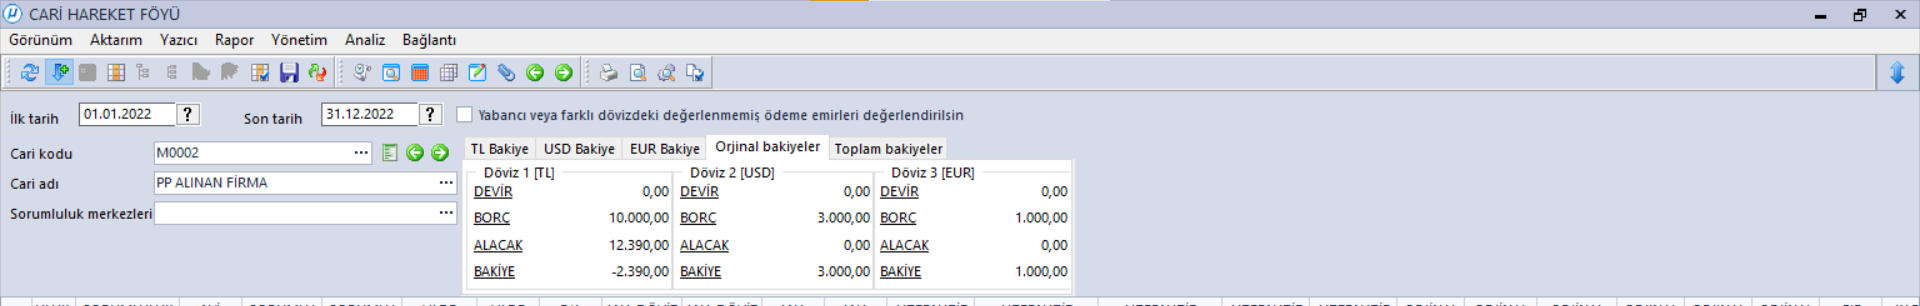 CARİ HAREKET FÖYÜ
Görünüm Aktarım Yazıcı Rapor Yönetim Analiz Bağlantı
İlk tarih 01.01.2022 ? Son tarih 31.12.2022 ? Yabancı veya farklı dövizdeki değerlenmemiş ödeme emirleri değerlendirilsin
Cari kodu M0002 ... TL Bakiye USD Bakiye EUR Bakiye Orjinal bakiyeler Toplam bakiyeler
Döviz 1 [TL] Döviz 2 [USD] Döviz 3 [EUR]
Cari adı PP ALINAN FİRMA ... DEVİR 0,00 DEVİR 0,00 DEVİR 0,00
Sorumluluk merkezleri ... BORÇ 10.000,00 BORÇ 3.000,00 BORÇ 1.000,00
ALACAK 12.390,00 ALACAK 0,00 ALACAK 0,00
BAKİYE -2.390,00 BAKİYE 3.000,00 BAKİYE 1.000,00